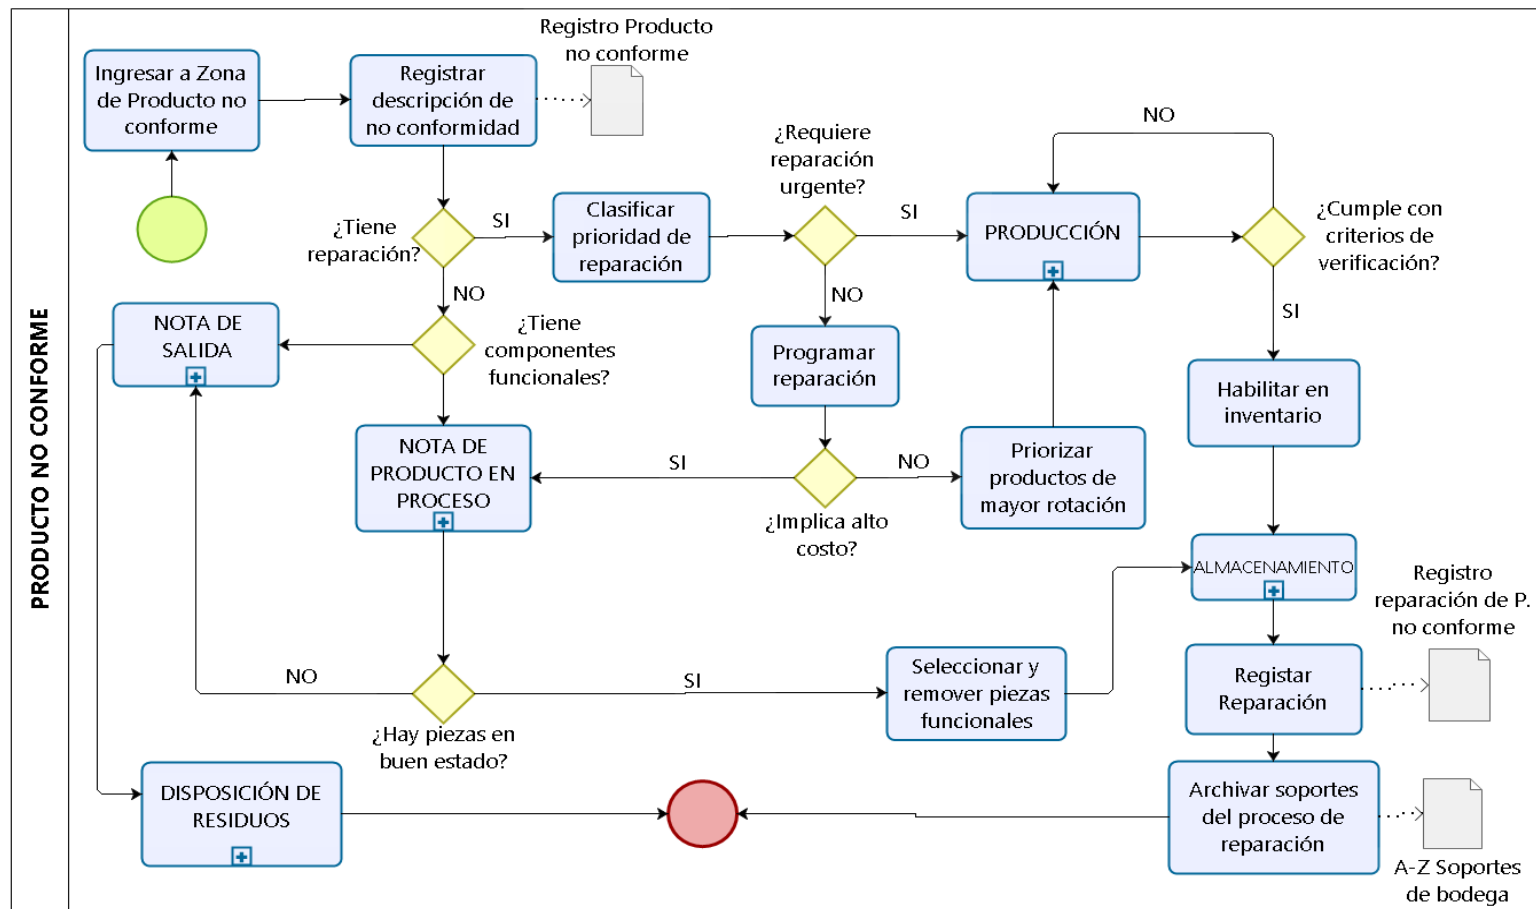 PRODUCTO NO CONFORME
Registro Producto
no conforme
Ingresar a Zona
de Producto no
conforme
Registrar
descripción de
no conformidad
¿Requiere
reparación
urgente?
NO
¿Tiene
reparación?
SI
Clasificar
prioridad de
reparación
SI
PRODUCCIÓN
¿Cumple con
criterios de
verificación?
NO
NO
SI
NOTA DE
SALIDA
¿Tiene
componentes
funcionales?
Programar
reparación
Habilitar en
inventario
NOTA DE
PRODUCTO EN
PROCESO
SI
NO
Priorizar
productos de
mayor rotación
¿Implica alto
costo?
ALMACENAMIENTO
Registro
reparación de P.
no conforme
NO
¿Hay piezas en
buen estado?
SI
Seleccionar y
remover piezas
funcionales
Registar
Reparación
DISPOSICIÓN DE
RESIDUOS
Archivar soportes
del proceso de
reparación
A-Z Soportes
de bodega